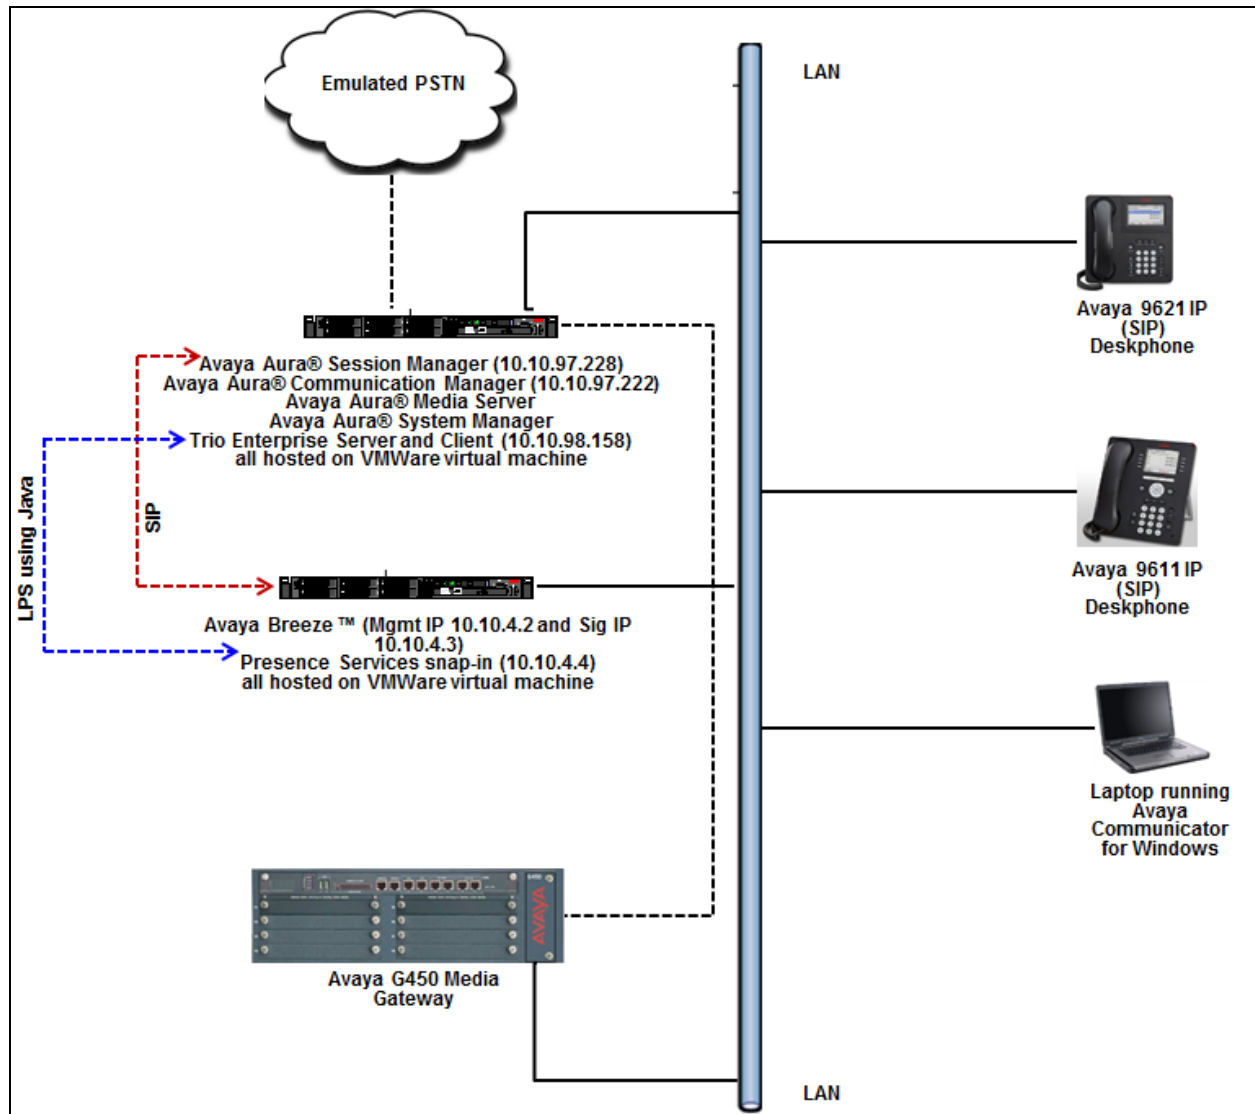 Emulated PSTN
LAN
Avaya 9621 IP
(SIP)
Deskphone
Avaya Aura® Session Manager (10.10.97.228)
Avaya Aura® Communication Manager (10.10.97.222)
Avaya Aura® Media Server
Avaya Aura® System Manager
Trio Enterprise Server and Client (10.10.98.158)
all hosted on VMWare virtual machine
LPS using Java
SIP
Avaya 9611 IP
(SIP)
Deskphone
Avaya Breeze ™ (Mgmt IP 10.10.4.2 and Sig IP
10.10.4.3)
Presence Services snap-in (10.10.4.4)
all hosted on VMWare virtual machine
Laptop running
Avaya
Communicator
for Windows
G450
AVAYA
Avaya G450 Media
Gateway
LAN